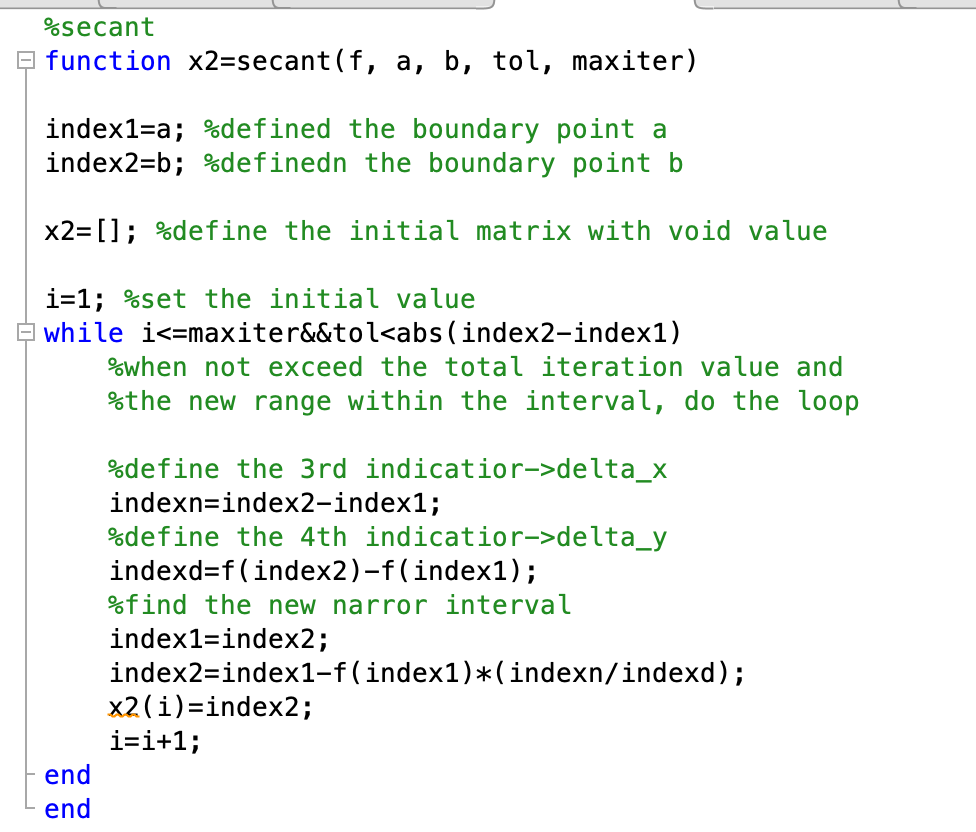 %secant
function x2=secant(f, a, b, tol, maxiter)
index1=a; %defined the boundary point a
index2=b; %definedn the boundary point b
x2=[]; %define the initial matrix with void value
i=1; %set the initial value
while i<=maxiter&&tol<abs(index2-index1)
%when not exceed the total iteration value and
%the new range within the interval, do the loop
%define the 3rd indicatior->delta_x
indexn=index2-index1;
%define the 4th indicatior->delta_y
indexd=f(index2)-f(index1);
%find the new narror interval
index1=index2;
index2=index1-f(index1)*(indexn/indexd);
x2(i)=index2;
i=i+1;
end
end